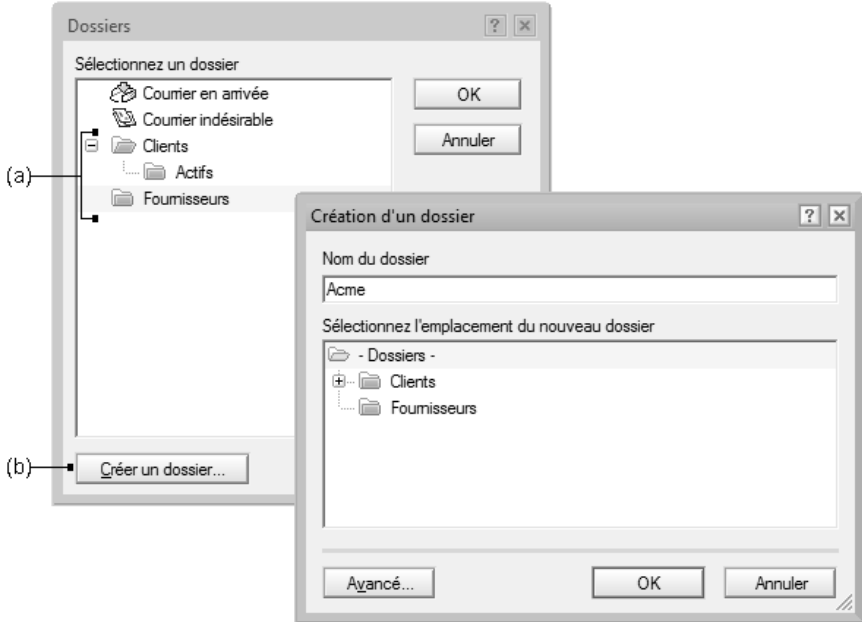 Dossiers
Sélectionnez un dossier
Courrier en arrivée
Courrier indésirable
Clients
Actifs
Fournisseurs
OK
Annuler
(a)
(b)
Créer un dossier...
Création d'un dossier
Nom du dossier
Acme
Sélectionnez l'emplacement du nouveau dossier
- Dossiers -
Clients
Fournisseurs
Avancé...
OK
Annuler